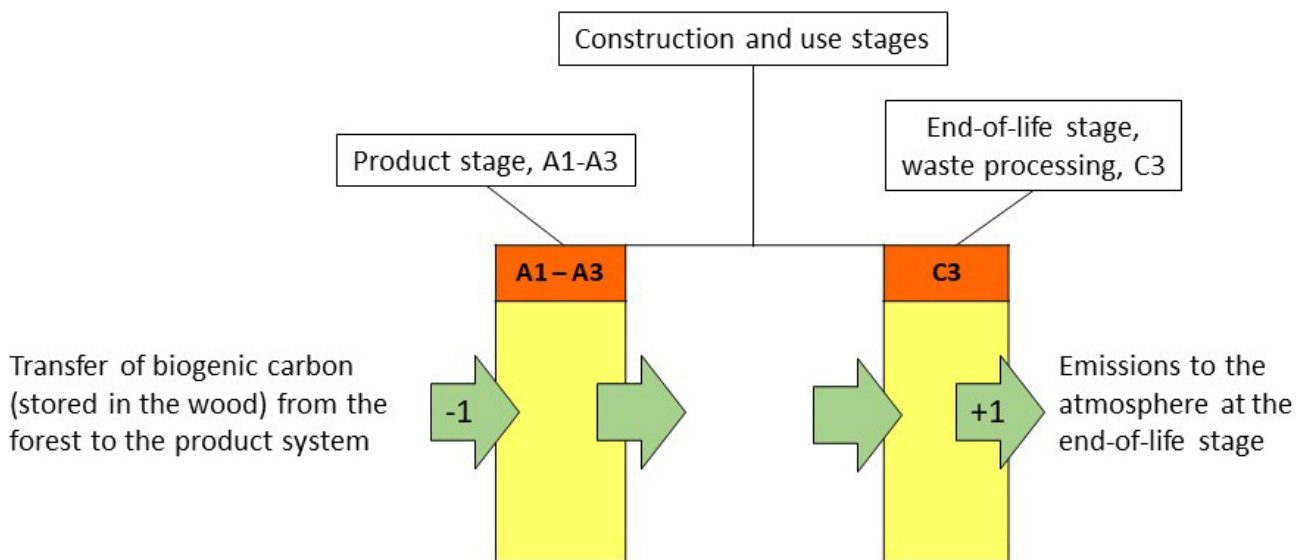 Construction and use stages
Product stage, A1-A3
End-of-life stage,
waste processing, C3
A1 – A3
C3
Transfer of biogenic carbon
(stored in the wood) from the
forest to the product system
-1
+1
Emissions to the
atmosphere at the
end-of-life stage